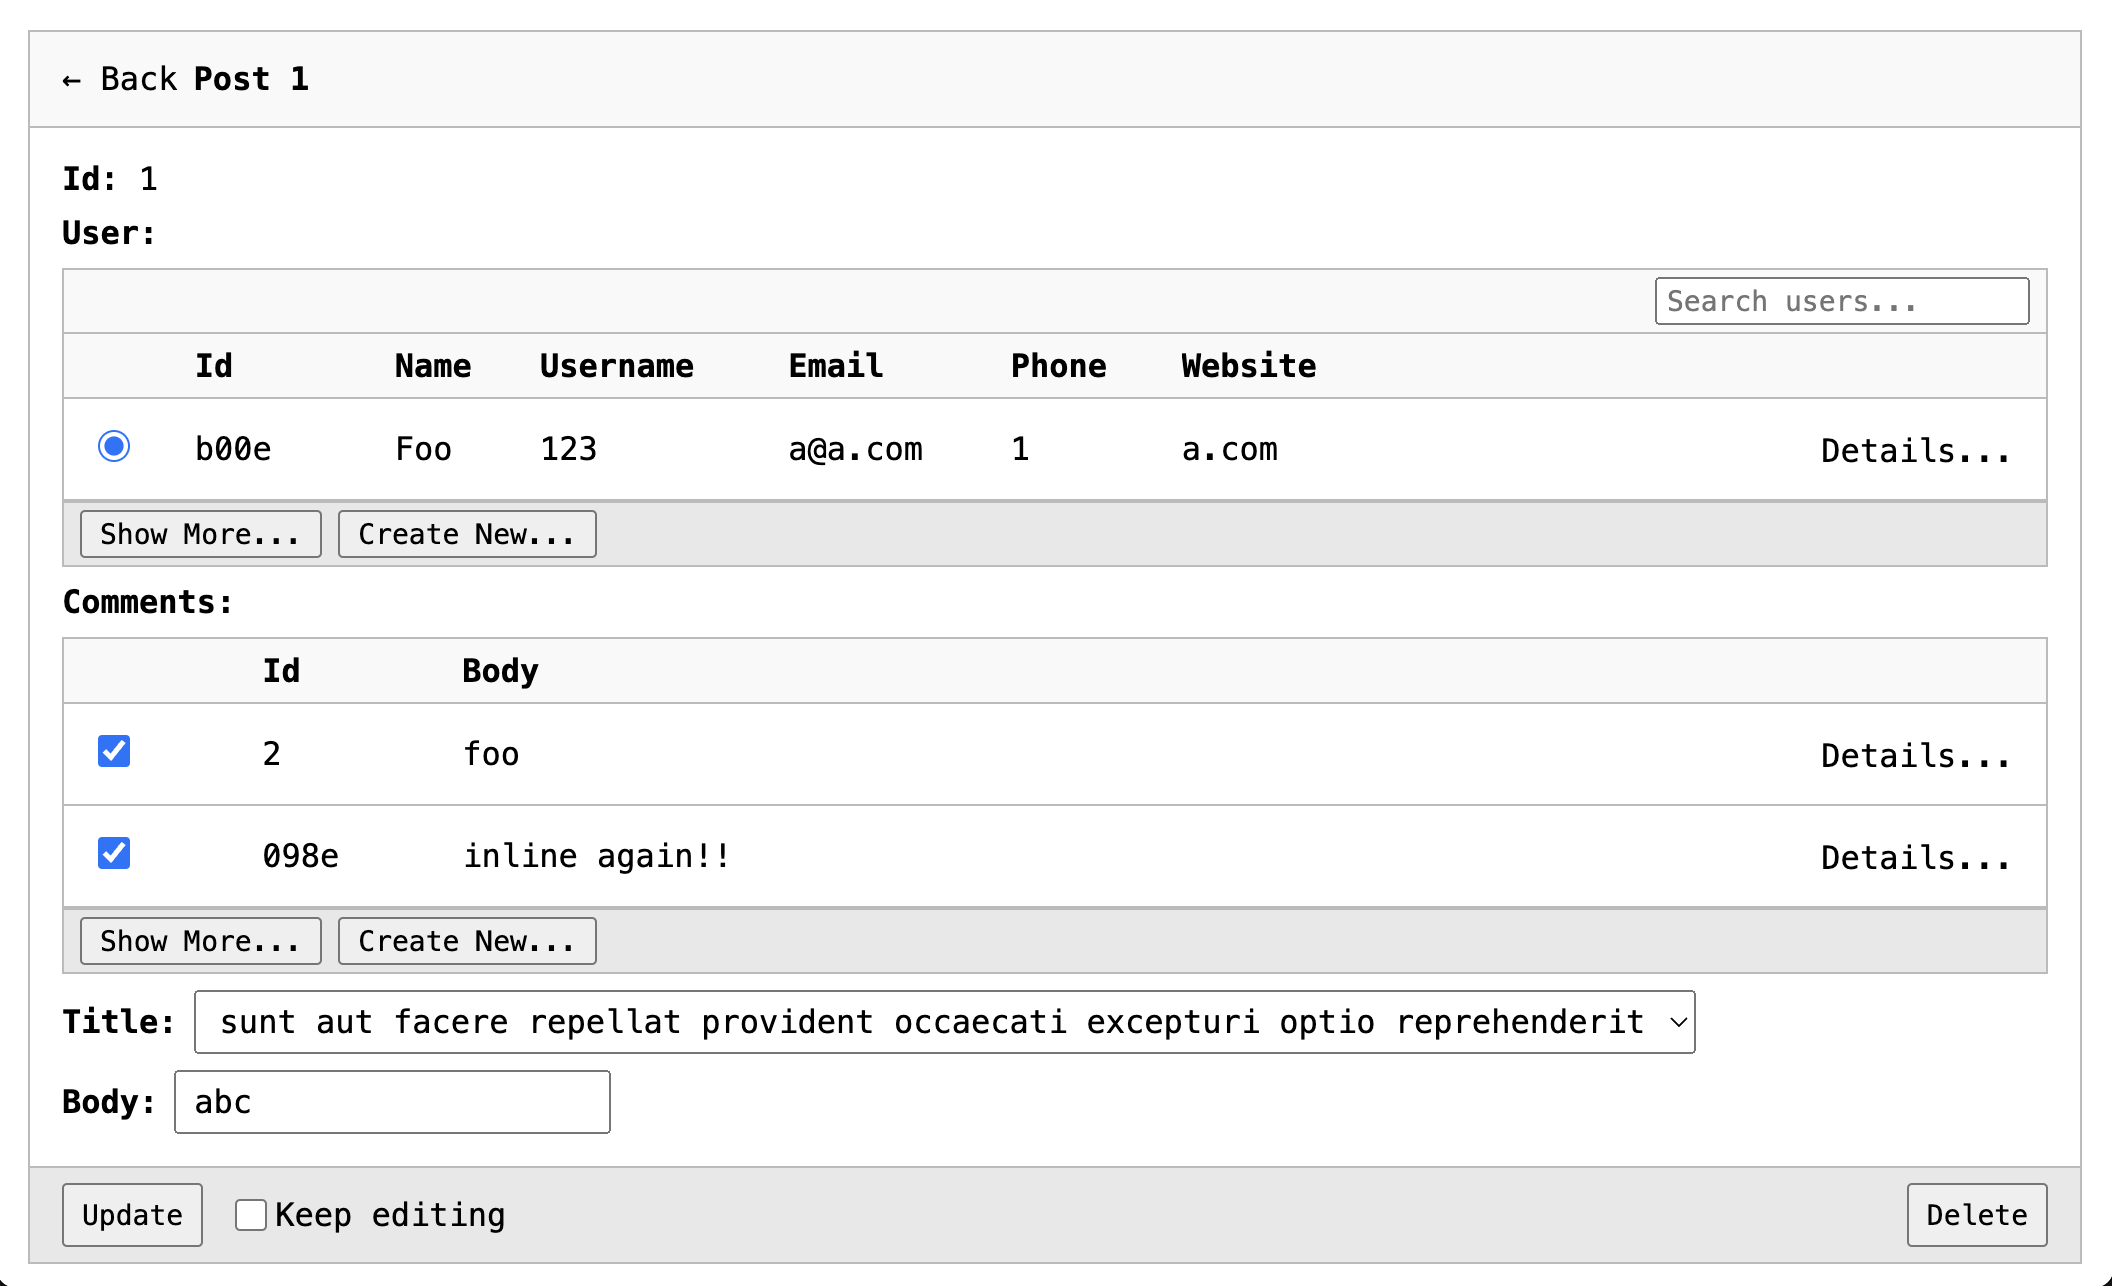 ← Back Post 1
Id: 1
User:
Search users...
Id Name Username Email Phone Website
b00e Foo 123 a@a.com 1 a.com Details...
Show More... Create New...
Comments:
Id Body
2 foo Details...
098e inline again!! Details...
Show More... Create New...
Title: sunt aut facere repellat provident occaecati excepturi optio reprehenderit
Body: abc
Update Keep editing Delete